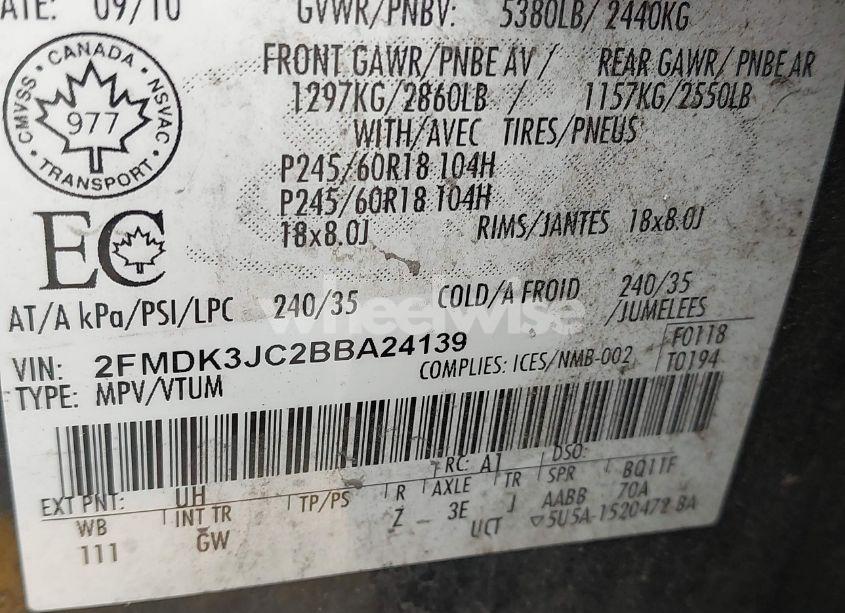 ATE: 09/10 GVWR/PNBV: 5380LB/ 2440KG
FRONT GAWR/PNBE AV / REAR GAWR/ PNBE AR
1297KG/2860LB / 1157KG/2550LB
WITH/AVEC TIRES/PNEUS
P245/60R18 104H
P245/60R18 104H
18x8.0J RIMS/JANTES 18x8.0J
CMVSS · CANADA · NSVAC
977
· TRANSPORT ·
EC
AT/A kPa/PSI/LPC 240/35 COLD/A FROID 240/35
/JUMELEES
wheelwise
VIN: 2FMDK3JC2BBA24139 F0118
TYPE: MPV/VTUM COMPLIES: ICES/NMB-002 T0194
TRC: A1 DSO:
EXT PNT: UH TP/PS R AXLE TR SPR BQ1TF
WB INT TR Z 3E J AABB 70A
111 GW UCT 5U5A-1520472 BA